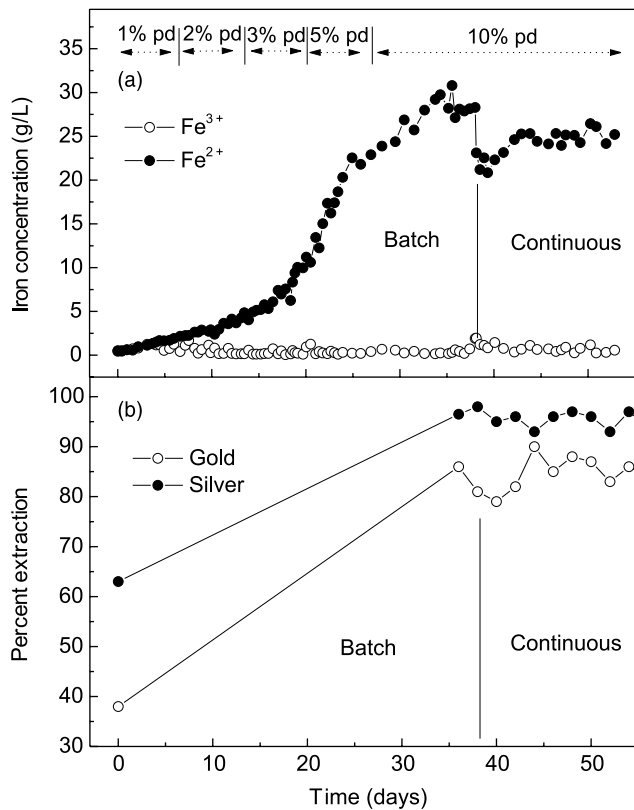 1% pd 2% pd 3% pd 5% pd 10% pd
35
(a)
30
Fe³⁺
25
Fe²⁺
20
15
Batch
Continuous
10
5
0
Iron concentration (g/L)
100
(b)
90
Gold
80
Silver
70
60
50
Batch
Continuous
40
30
Percent extraction
0 10 20 30 40 50
Time (days)